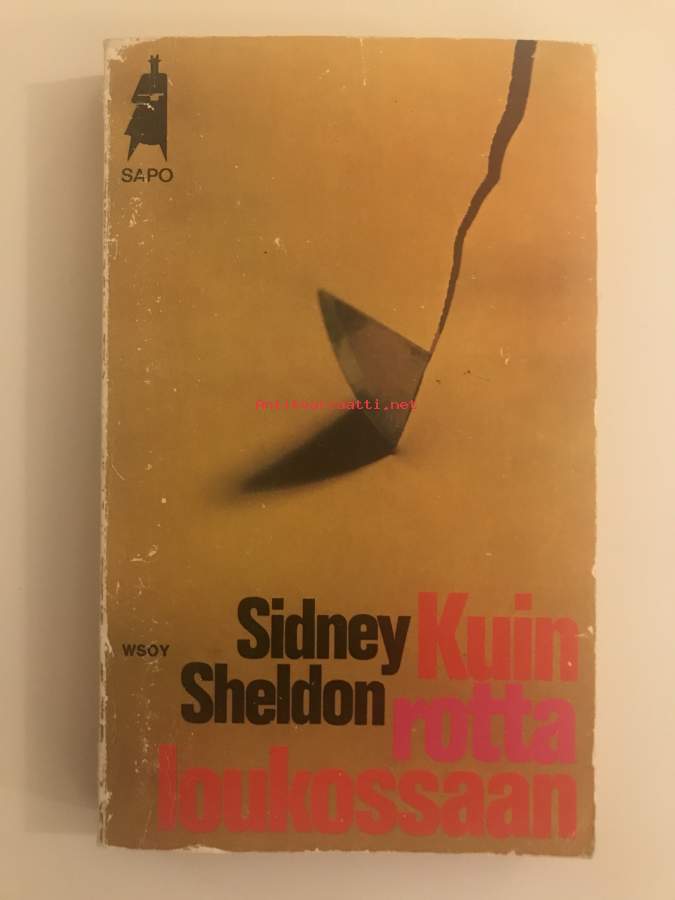 SAPO
antikvariaatti.net
Sidney Kuin
WSOY
Sheldon rotta
loukossaan